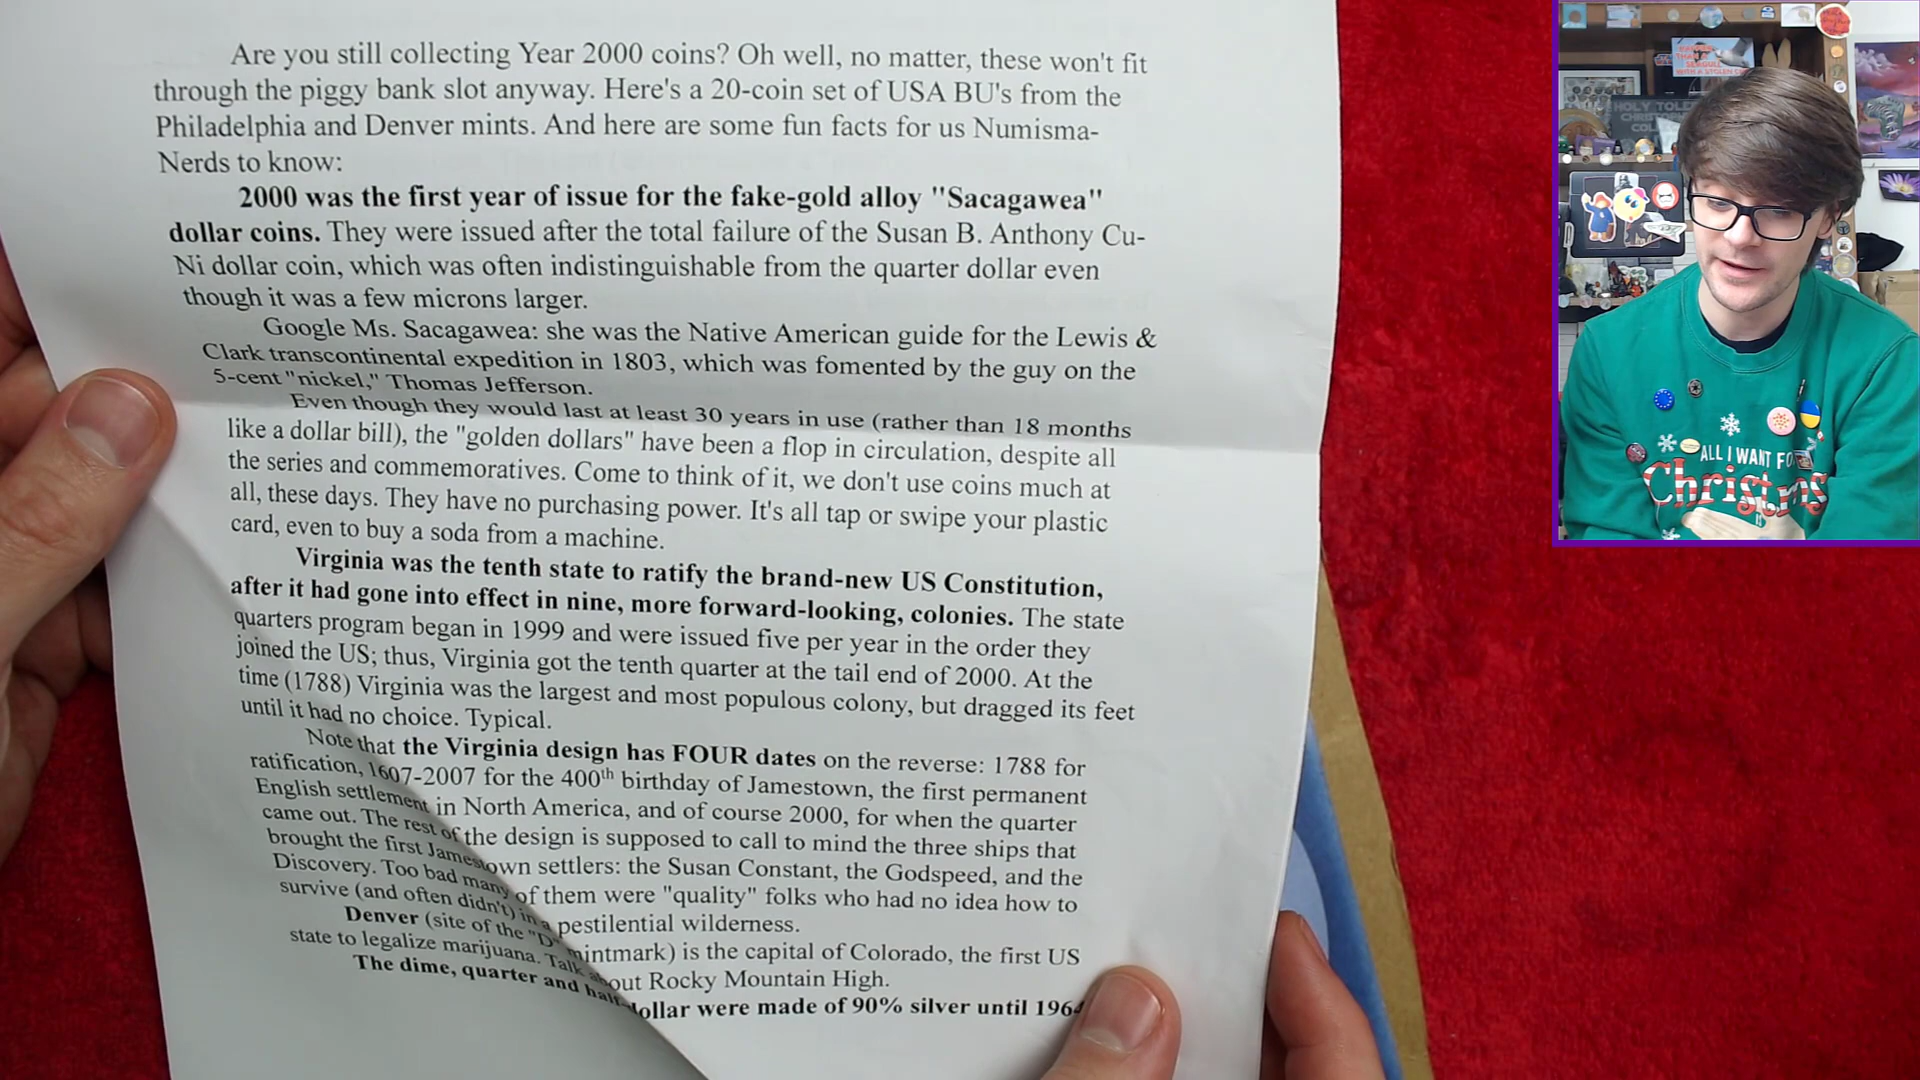 Are you still collecting Year 2000 coins? Oh well, no matter, these won't fit
through the piggy bank slot anyway. Here's a 20-coin set of USA BU's from the
Philadelphia and Denver mints. And here are some fun facts for us Numisma-
Nerds to know:
2000 was the first year of issue for the fake-gold alloy "Sacagawea"
dollar coins. They were issued after the total failure of the Susan B. Anthony Cu-
Ni dollar coin, which was often indistinguishable from the quarter dollar even
though it was a few microns larger.
Google Ms. Sacagawea: she was the Native American guide for the Lewis &
Clark transcontinental expedition in 1803, which was fomented by the guy on the
5-cent "nickel," Thomas Jefferson.
Even though they would last at least 30 years in use (rather than 18 months
like a dollar bill), the "golden dollars" have been a flop in circulation, despite all
the series and commemoratives. Come to think of it, we don't use coins much at
all, these days. They have no purchasing power. It's all tap or swipe your plastic
card, even to buy a soda from a machine.
Virginia was the tenth state to ratify the brand-new US Constitution,
after it had gone into effect in nine, more forward-looking, colonies. The state
quarters program began in 1999 and were issued five per year in the order they
joined the US; thus, Virginia got the tenth quarter at the tail end of 2000. At the
time (1788) Virginia was the largest and most populous colony, but dragged its feet
until it had no choice. Typical.
Note that the Virginia design has FOUR dates on the reverse: 1788 for
ratification, 1607-2007 for the 400th birthday of Jamestown, the first permanent
English settlement in North America, and of course 2000, for when the quarter
came out. The rest of the design is supposed to call to mind the three ships that
brought the first Jamestown settlers: the Susan Constant, the Godspeed, and the
Discovery. Too bad many of them were "quality" folks who had no idea how to
survive (and often didn't) in a pestilential wilderness.
Denver (site of the "D" mintmark) is the capital of Colorado, the first US
state to legalize marijuana. Talk about Rocky Mountain High.
The dime, quarter and half-dollar were made of 90% silver until 1964
HOLY TOLEDO
ALL I WANT FOR
Christmas